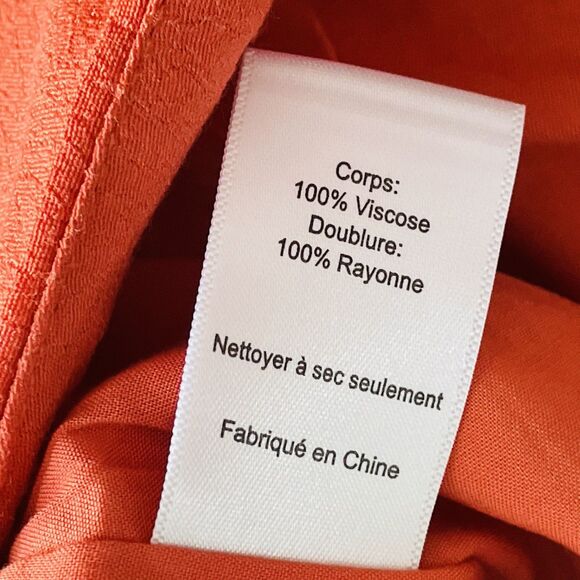 Corps:
100% Viscose
Doublure:
100% Rayonne
Nettoyer à sec seulement
Fabriqué en Chine